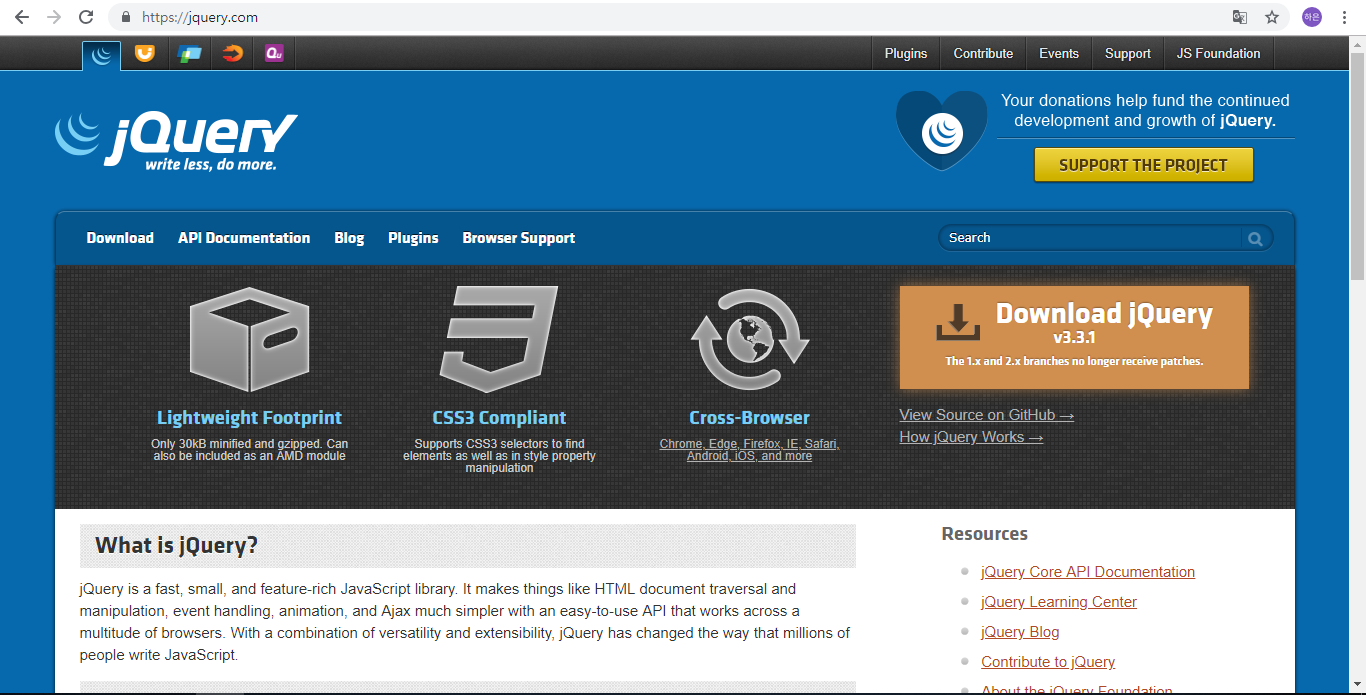 https://jquery.com
하은
Plugins
Contribute
Events
Support
JS Foundation
jQuery
write less, do more.
Your donations help fund the continued
development and growth of jQuery.
SUPPORT THE PROJECT
Download
API Documentation
Blog
Plugins
Browser Support
Search
Lightweight Footprint
Only 30kB minified and gzipped. Can
also be included as an AMD module
CSS3 Compliant
Supports CSS3 selectors to find
elements as well as in style property
manipulation
Cross-Browser
Chrome, Edge, Firefox, IE, Safari,
Android, iOS, and more
Download jQuery
v3.3.1
The 1.x and 2.x branches no longer receive patches.
View Source on GitHub →
How jQuery Works →
What is jQuery?
jQuery is a fast, small, and feature-rich JavaScript library. It makes things like HTML document traversal and
manipulation, event handling, animation, and Ajax much simpler with an easy-to-use API that works across a
multitude of browsers. With a combination of versatility and extensibility, jQuery has changed the way that millions of
people write JavaScript.
Resources
jQuery Core API Documentation
jQuery Learning Center
jQuery Blog
Contribute to jQuery
About the jQuery Foundation